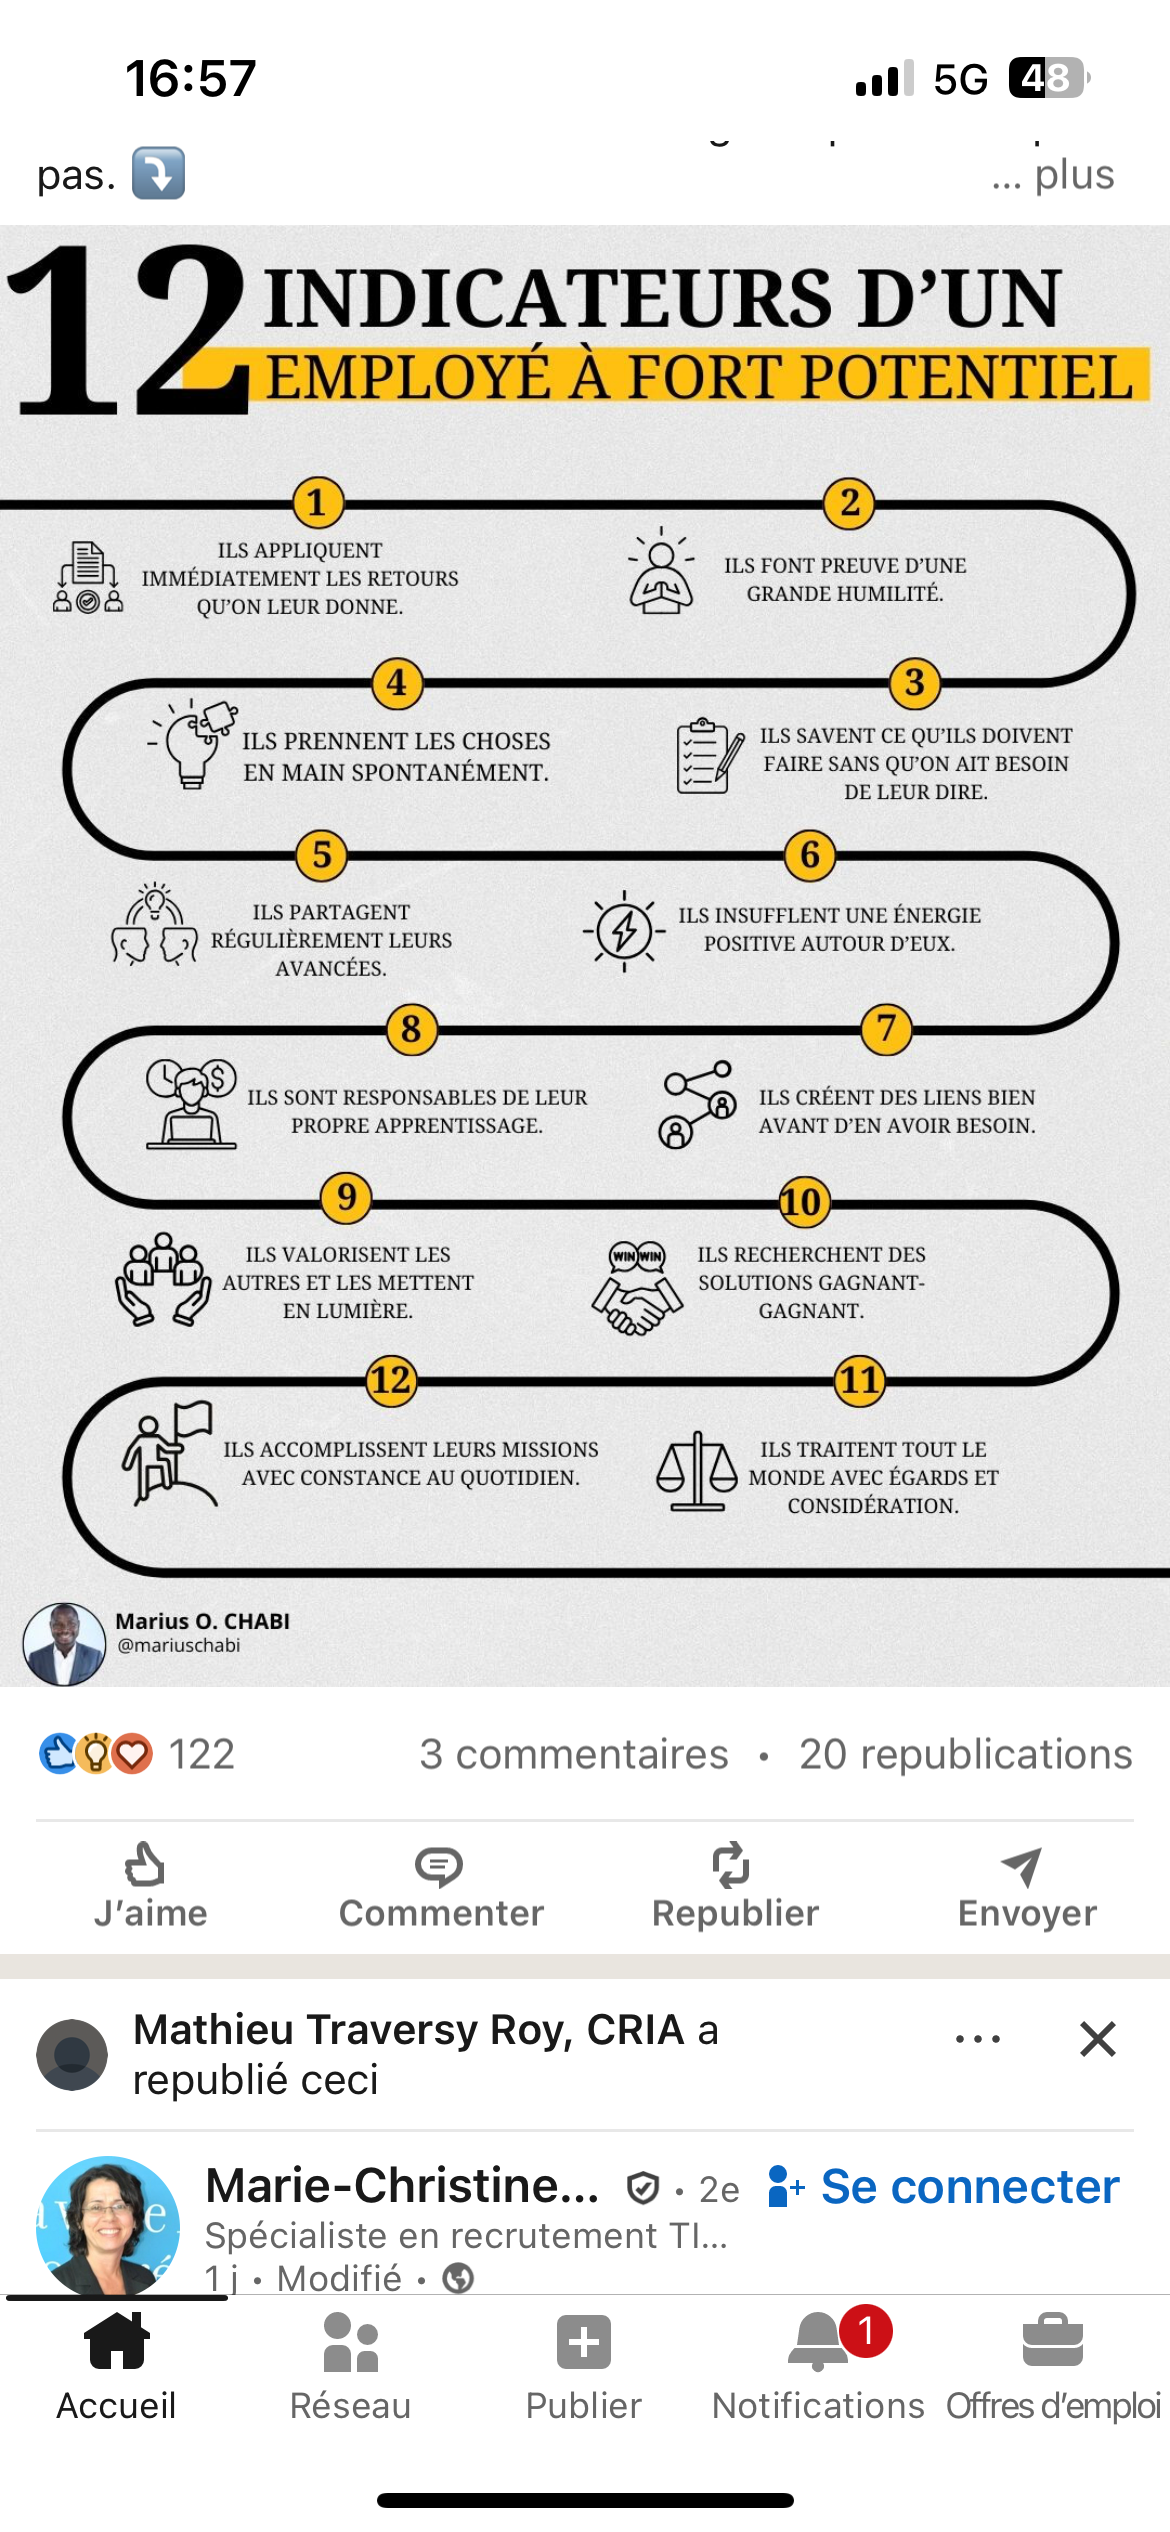 16:57
5G 48
pas. ⤵️
... plus
12 INDICATEURS D’UN
EMPLOYÉ À FORT POTENTIEL
1
ILS APPLIQUENT
IMMÉDIATEMENT LES RETOURS
QU’ON LEUR DONNE.
2
ILS FONT PREUVE D’UNE
GRANDE HUMILITÉ.
3
ILS SAVENT CE QU’ILS DOIVENT
FAIRE SANS QU’ON AIT BESOIN
DE LEUR DIRE.
4
ILS PRENNENT LES CHOSES
EN MAIN SPONTANÉMENT.
5
ILS PARTAGENT
RÉGULIÈREMENT LEURS
AVANCÉES.
6
ILS INSUFFLENT UNE ÉNERGIE
POSITIVE AUTOUR D’EUX.
7
ILS CRÉENT DES LIENS BIEN
AVANT D’EN AVOIR BESOIN.
8
ILS SONT RESPONSABLES DE LEUR
PROPRE APPRENTISSAGE.
9
ILS VALORISENT LES
AUTRES ET LES METTENT
EN LUMIÈRE.
10
WIN WIN
ILS RECHERCHENT DES
SOLUTIONS GAGNANT-
GAGNANT.
11
ILS TRAITENT TOUT LE
MONDE AVEC ÉGARDS ET
CONSIDÉRATION.
12
ILS ACCOMPLISSENT LEURS MISSIONS
AVEC CONSTANCE AU QUOTIDIEN.
Marius O. CHABI
@mariuschabi
122
3 commentaires • 20 republications
J’aime
Commenter
Republier
Envoyer
Mathieu Traversy Roy, CRIA a
republié ceci
Marie-Christine... • 2e
Se connecter
Spécialiste en recrutement TI...
1 j • Modifié •
1
Accueil
Réseau
Publier
Notifications
Offres d’emploi